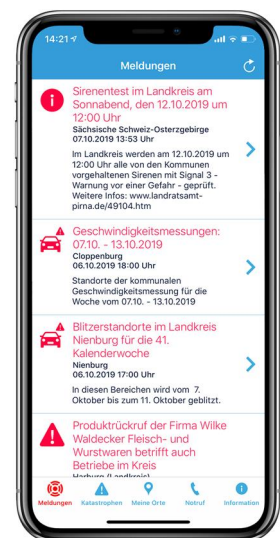 14:21
Meldungen
Sirenentest im Landkreis am
Sonnabend, den 12.10.2019 um
12:00 Uhr
Sächsische Schweiz-Osterzgebirge
07.10.2019 13:53 Uhr
Im Landkreis werden am 12.10.2019 um
12:00 Uhr alle von den Kommunen
vorgehaltenen Sirenen mit Signal 3 -
Warnung vor einer Gefahr - geprüft.
Weitere Infos: www.landratsamt-
pirna.de/49104.htm
Geschwindigkeitsmessungen:
07.10. - 13.10.2019
Cloppenburg
06.10.2019 18:00 Uhr
Standorte der kommunalen
Geschwindigkeitsmessung für die
Woche vom 07.10. - 13.10.2019
Blitzerstandorte im Landkreis
Nienburg für die 41.
Kalenderwoche
Nienburg
06.10.2019 17:00 Uhr
In diesen Bereichen wird vom 7.
Oktober bis zum 11. Oktober geblitzt.
Produktrückruf der Firma Wilke
Waldecker Fleisch- und
Wurstwaren betrifft auch
Betriebe im Kreis
Harburg (Landkreis)
Meldungen Katastrophen Meine Orte Notruf Information